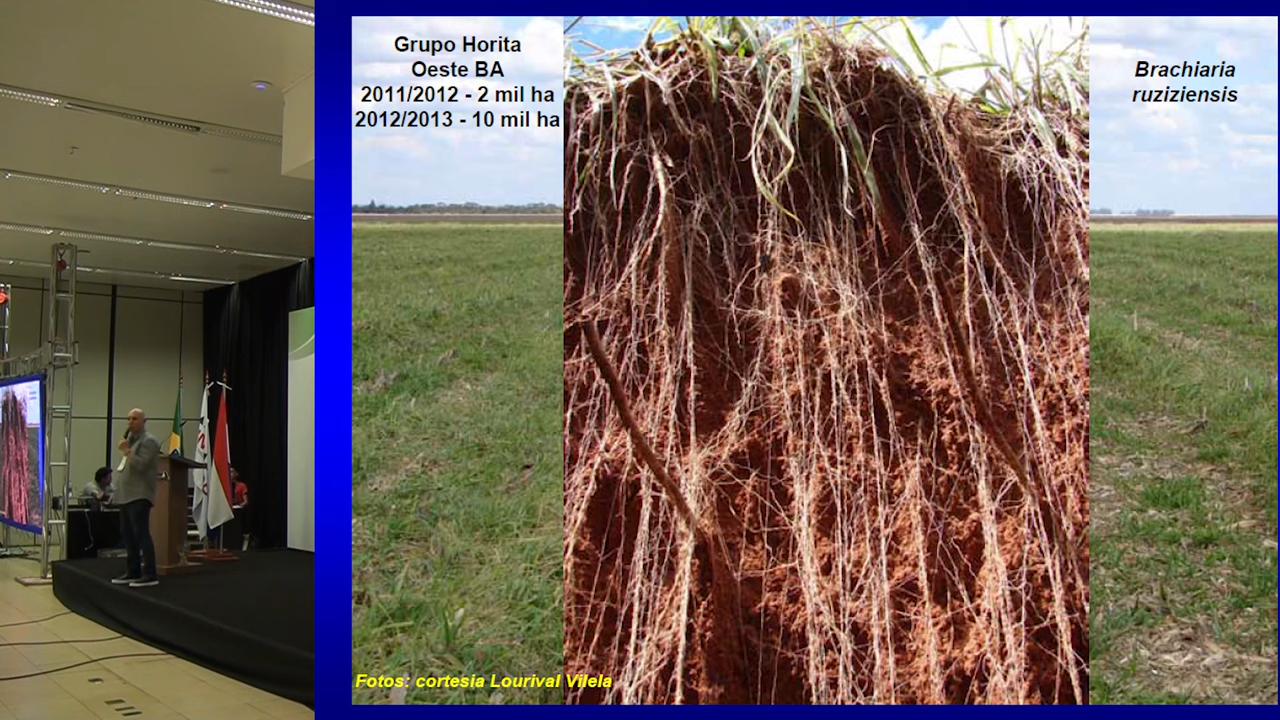 Grupo Horita
Oeste BA
2011/2012 - 2 mil ha
2012/2013 - 10 mil ha
Brachiaria
ruziziensis
Fotos: cortesia Lourival Vilela